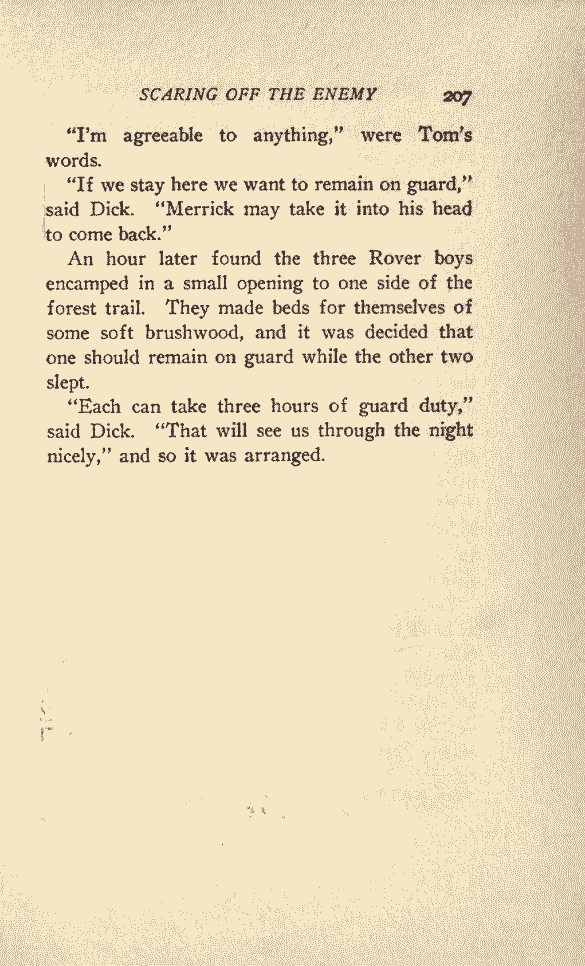 SCARING OFF THE ENEMY 207
“I’m agreeable to anything,” were Tom’s
words.
“If we stay here we want to remain on guard,”
said Dick. “Merrick may take it into his head
to come back.”
An hour later found the three Rover boys
encamped in a small opening to one side of the
forest trail. They made beds for themselves of
some soft brushwood, and it was decided that
one should remain on guard while the other two
slept.
“Each can take three hours of guard duty,”
said Dick. “That will see us through the night
nicely,” and so it was arranged.